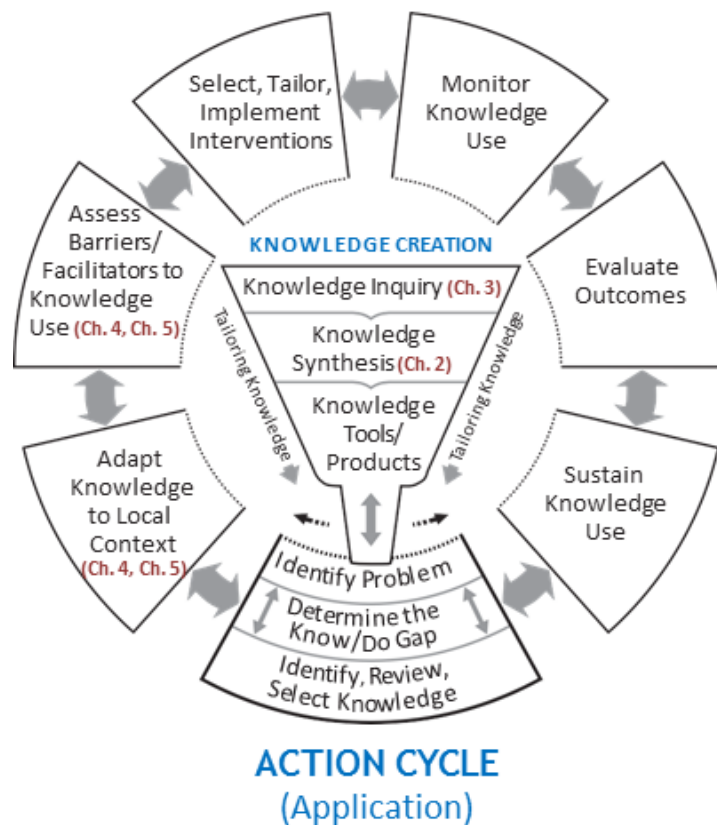 Select, Tailor,
Implement
Interventions
Monitor
Knowledge
Use
Assess
Barriers/
Facilitators to
Knowledge
Use (Ch. 4, Ch. 5)
Evaluate
Outcomes
KNOWLEDGE CREATION
Knowledge Inquiry (Ch. 3)
Knowledge
Synthesis (Ch. 2)
Knowledge
Tools/
Products
Tailoring Knowledge
Tailoring Knowledge
Adapt
Knowledge
to Local
Context
(Ch. 4, Ch. 5)
Sustain
Knowledge
Use
Identify Problem
Determine the
Know/Do Gap
Identify, Review,
Select Knowledge
ACTION CYCLE
(Application)